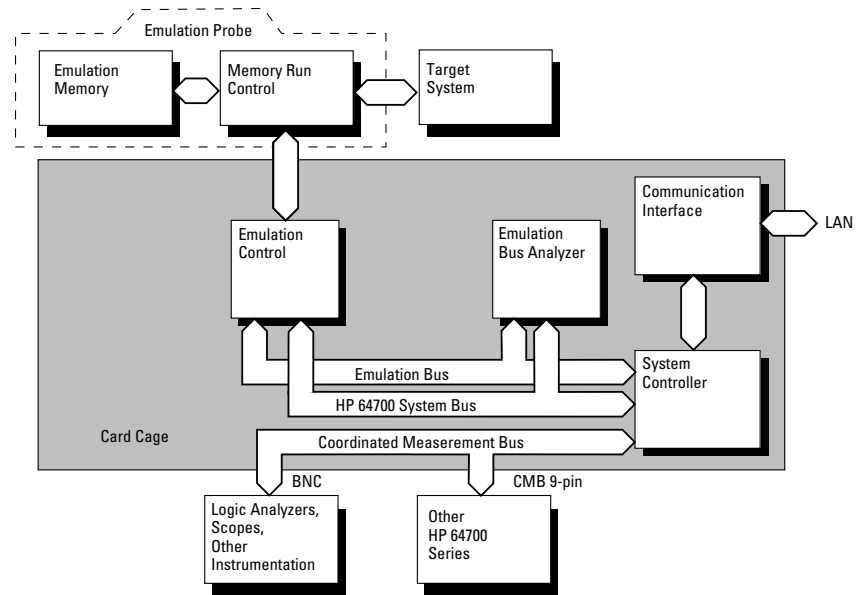 Emulation Probe
Emulation
Memory
Memory Run
Control
Target
System
Communication
Interface
LAN
Emulation
Control
Emulation
Bus Analyzer
System
Controller
Emulation Bus
HP 64700 System Bus
Card Cage
Coordinated Measerement Bus
BNC
CMB 9-pin
Logic Analyzers,
Scopes,
Other
Instrumentation
Other
HP 64700
Series